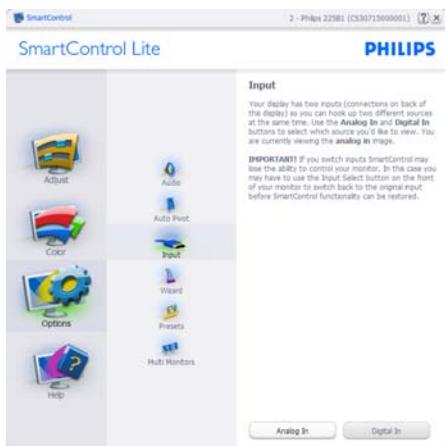 SmartControl
2 - Philips 225B1 (CS30715000001)
SmartControl Lite
PHILIPS
Adjust
Color
Options
Help
Audio
Auto Pivot
Input
Wizard
Presets
Multi Monitors
Input
Your display has two inputs (connections on back of
the display) so you can hook up two different sources
at the same time. Use the Analog In and Digital In
buttons to select which source you'd like to view. You
are currently viewing the analog in image.
IMPORTANT! If you switch inputs SmartControl may
lose the ability to control your monitor. In this case you
may have to use the Input Select button on the front
of your monitor to switch back to the original input
before SmartControl functionality can be restored.
Analog In
Digital In